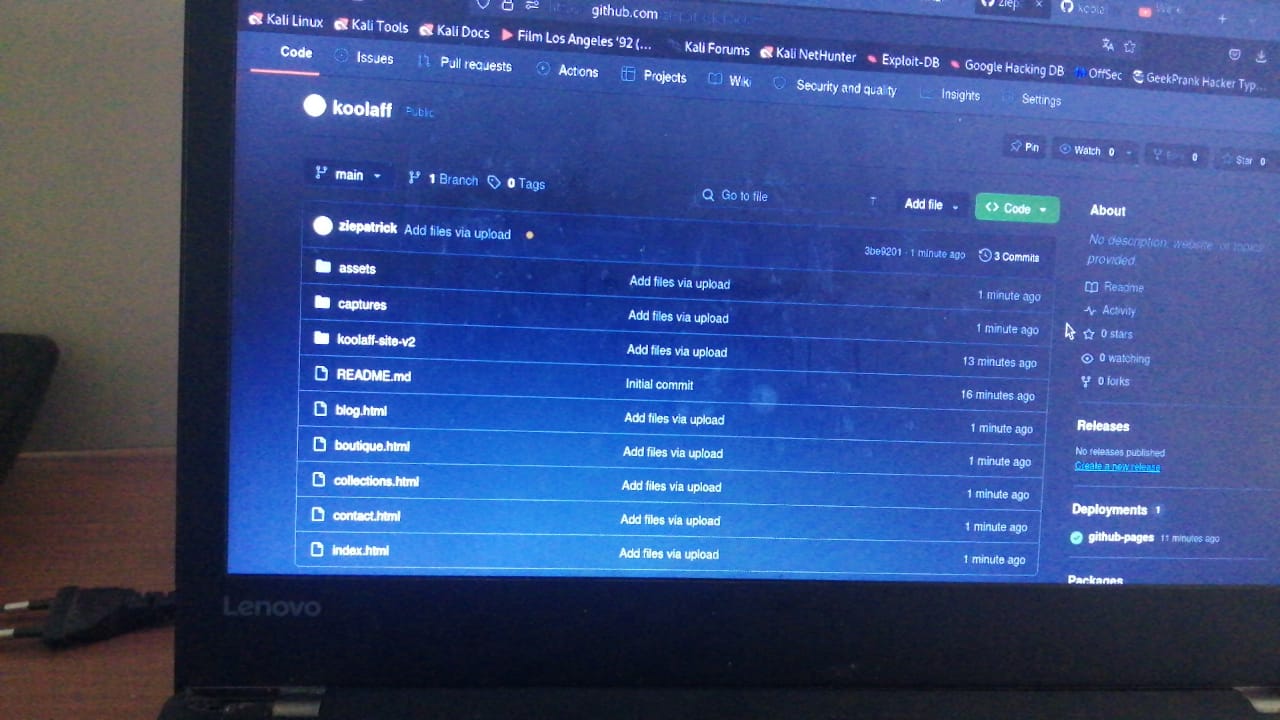 github.com
Kali Linux Kali Tools Kali Docs Film Los Angeles '92 (... Kali Forums Kali NetHunter Exploit-DB Google Hacking DB OffSec GeekPrank Hacker Typ...
Code Issues Pull requests Actions Projects Wiki Security and quality Insights Settings
koolaff Public
Pin Watch 0 0 Star 0
main 1 Branch 0 Tags Go to file Add file Code
ziepatrick Add files via upload 3be9201 · 1 minute ago 3 Commits
assets Add files via upload 1 minute ago
captures Add files via upload 1 minute ago
koolaff-site-v2 Add files via upload 13 minutes ago
README.md Initial commit 16 minutes ago
blog.html Add files via upload 1 minute ago
boutique.html Add files via upload 1 minute ago
collections.html Add files via upload 1 minute ago
contact.html Add files via upload 1 minute ago
index.html Add files via upload 1 minute ago
About
No description, website, or topics
provided.
Readme
Activity
0 stars
0 watching
0 forks
Releases
No releases published
Create a new release
Deployments 1
github-pages 11 minutes ago
Packages
Lenovo